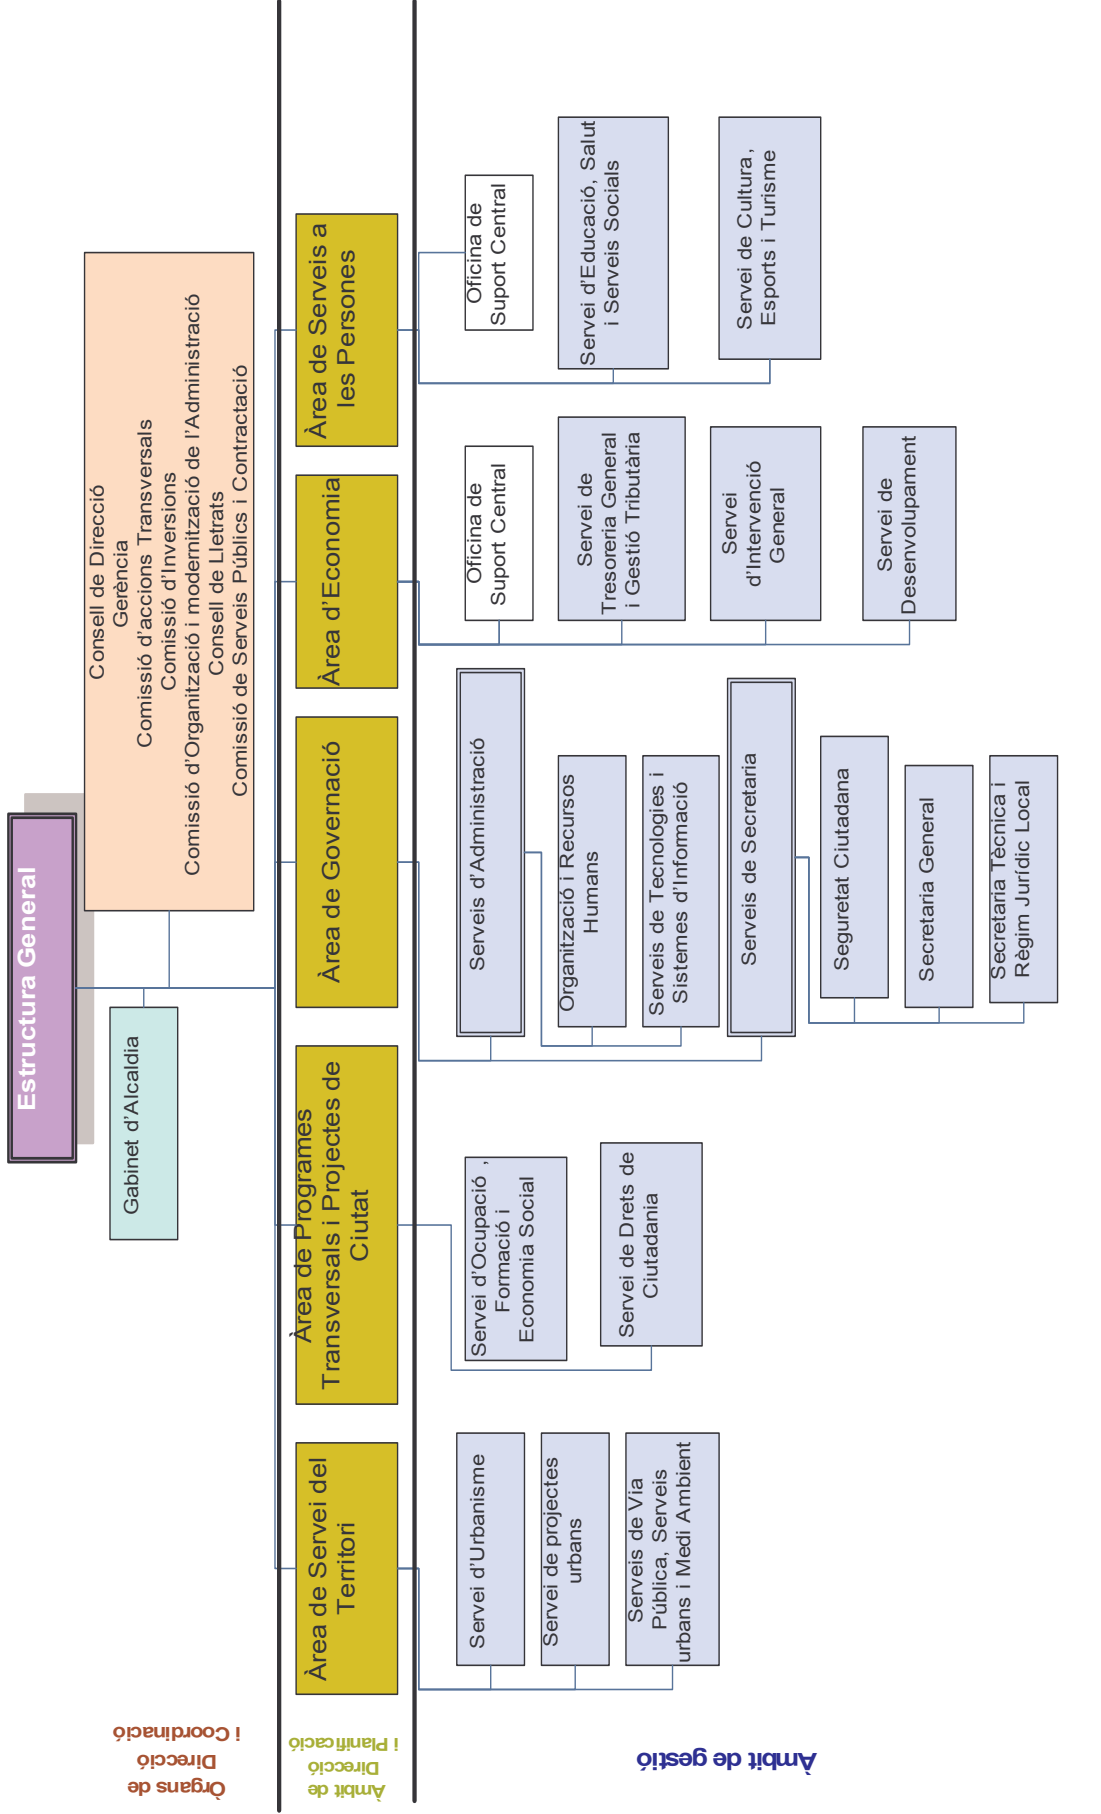 Estructura General
Gabinet d'Alcaldia
Consell de Direcció
Gerència
Comissió d'accions Transversals
Comissió d'Inversions
Comissió d'Organització i modernització de l'Administració
Consell de Lletrats
Comissió de Serveis Públics i Contractació
Òrgans de
Direcció
i Coordinació
Àmbit de
Direcció
i Planificació
Àmbit de gestió
Àrea de Servei del
Territori
Servei d'Urbanisme
Servei de projectes
urbans
Serveis de Via
Pública, Serveis
urbans i Medi Ambient
Àrea de Programes
Transversals i Projectes de
Ciutat
Servei d'Ocupació ,
Formació i
Economia Social
Servei de Drets de
Ciutadania
Àrea de Governació
Serveis d'Administració
Organització i Recursos
Humans
Serveis de Tecnologies i
Sistemes d'Infomació
Serveis de Secretaria
Seguretat Ciutadana
Secretaria General
Secretaria Tècnica i
Règim Jurídic Local
Àrea d'Economia
Oficina de
Suport Central
Servei de
Tresoreria General
i Gestió Tributària
Servei
d'Intervenció
General
Servei de
Desenvolupament
Àrea de Serveis a
les Persones
Oficina de
Suport Central
Servei d'Educació, Salut
i Serveis Socials
Servei de Cultura,
Esports i Turisme